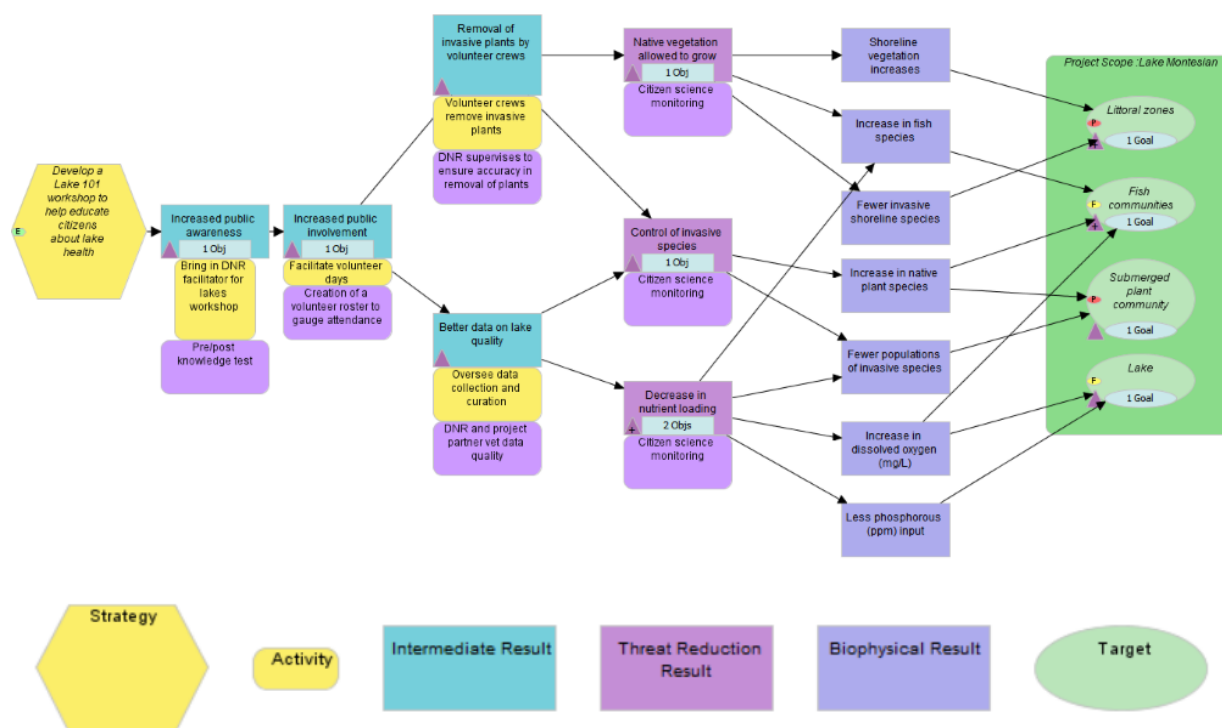 Develop a
Lake 101
workshop to
help educate
citizens
about lake
health
E
Increased public
awareness
1 Obj
Bring in DNR
facilitator for
lakes
workshop
Pre/post
knowledge test
Increased public
involvement
1 Obj
Facilitate volunteer
days
Creation of a
volunteer roster to
gauge attendance
Removal of
invasive plants by
volunteer crews
Volunteer crews
remove invasive
plants
DNR supervises to
ensure accuracy in
removal of plants
Better data on lake
quality
Oversee data
collection and
curation
DNR and project
partner vet data
quality
Native vegetation
allowed to grow
1 Obj
Citizen science
monitoring
Control of invasive
species
1 Obj
Citizen science
monitoring
Decrease in
nutrient loading
2 Objs
Citizen science
monitoring
Shoreline
vegetation
increases
Increase in fish
species
Fewer invasive
shoreline species
Increase in native
plant species
Fewer populations
of invasive species
Increase in
dissolved oxygen
(mg/L)
Less phosphorous
(ppm) input
Project Scope :Lake Montesian
Littoral zones
P
1 Goal
Fish
communities
F
1 Goal
Submerged
plant
community
P
1 Goal
Lake
F
1 Goal
Strategy
Activity
Intermediate Result
Threat Reduction
Result
Biophysical Result
Target